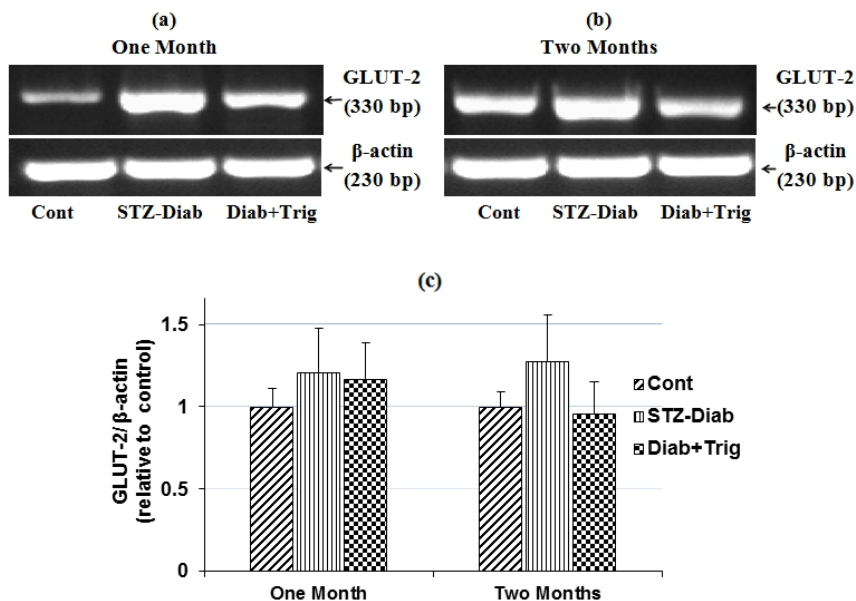 (a)
One Month
GLUT-2
(330 bp)
β-actin
(230 bp)
Cont STZ-Diab Diab+Trig
(b)
Two Months
GLUT-2
(330 bp)
β-actin
(230 bp)
Cont STZ-Diab Diab+Trig
(c)
GLUT-2/ β-actin
(relative to control)
1.5
1
0.5
0
One Month Two Months
Cont
STZ-Diab
Diab+Trig